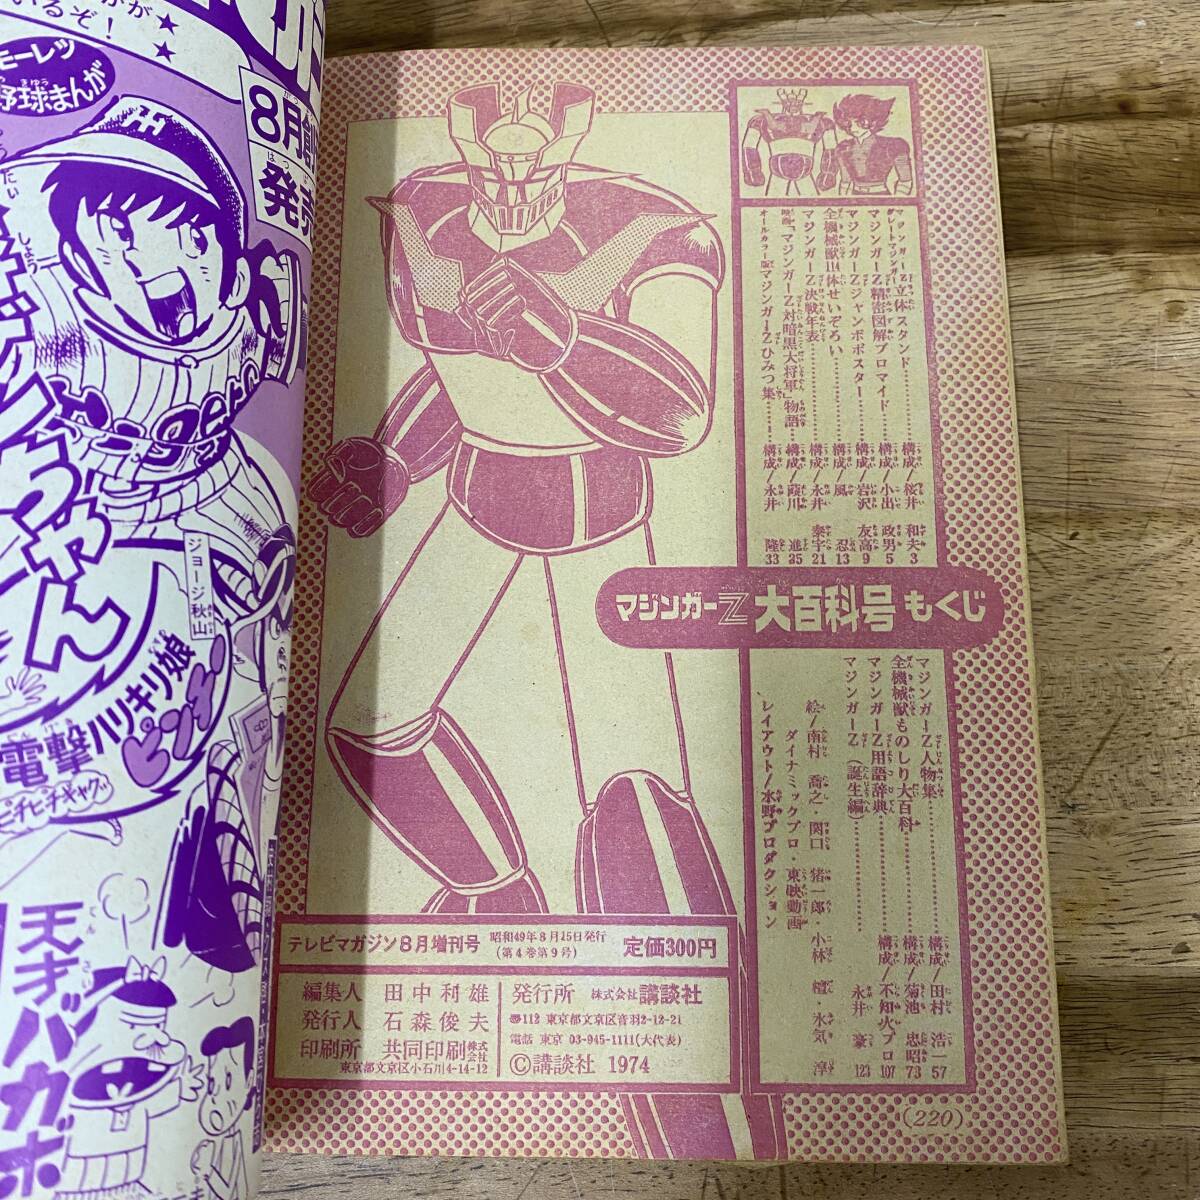 いるぞ！
モーレツ
野球まんが
8月創
発売
ちゃん
ジョージ秋山
電撃ハリキリ娘
ピンチ
天才バカボ
マジンガーZ立体スタンド……構成／桜井 和夫 3
マジンガーZ精密図解ブロマイド……構成／小出 政男 5
マジンガーZジャンボポスター……構成／岩沢 友高 9
全機械獣114体せいぞろい……構成／風 忍 13
マジンガーZ決戦年表……構成／永井 泰宇 21
映画「マジンガーZ対暗黒大将軍」物語……構成／葭川 進 25
オールカラー版マジンガーZひみつ集……構成／永井 隆 33
マジンガーZ 大百科号 もくじ
マジンガーZ人物集……構成／田村 浩一 57
全機械獣ものしり大百科……構成／菊池 忠昭 73
マジンガーZ用語辞典……構成／不知火プロ 107
マジンガーZ（誕生編）……永井 豪 123
絵／南村 喬之・関口 猪一郎・小林 檀・氷気 淳
ダイナミックプロ・東映動画
レイアウト／水野プロダクション
テレビマガジン8月増刊号 昭和49年8月15日発行
（第4巻第9号）
定価300円
編集人 田中利雄
発行人 石森俊夫
印刷所 共同印刷株式会社
東京都文京区小石川4-14-12
発行所 株式会社講談社
〒112 東京都文京区音羽2-12-21
電話 東京 03-945-1111(大代表)
©講談社 1974
(220)